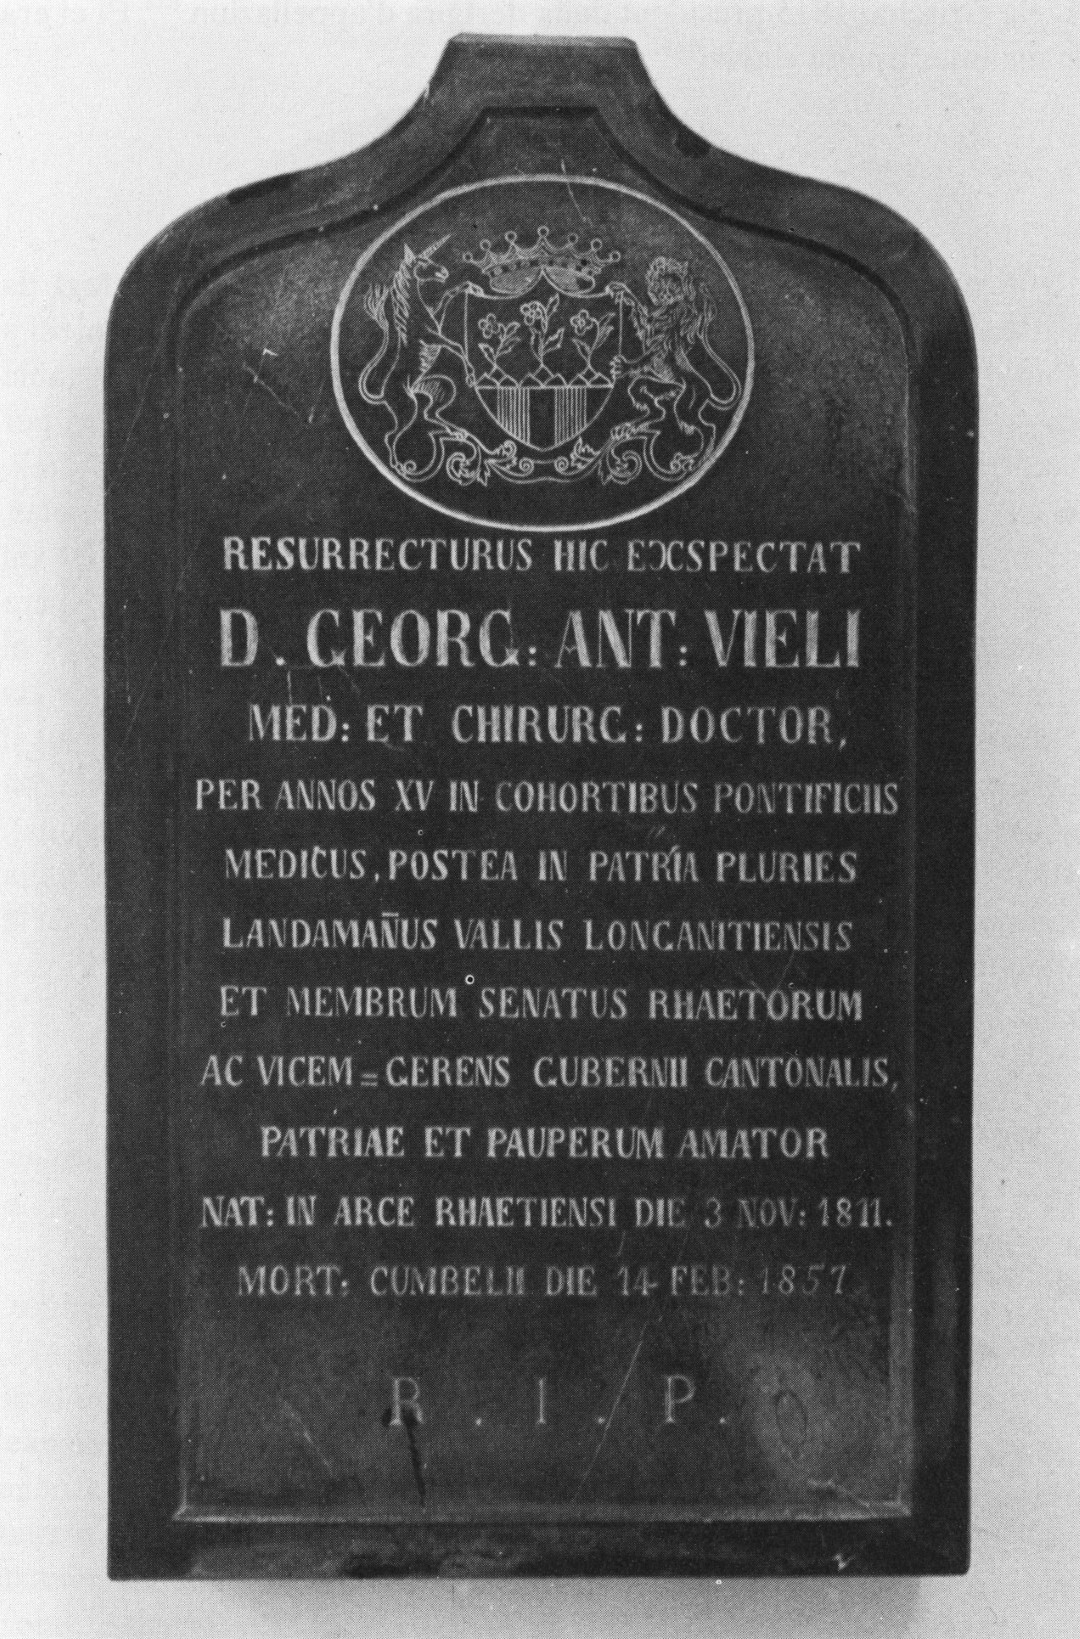 RESURRECTURUS HIC EXSPECTAT
D. GEORG: ANT: VIELI
MED: ET CHIRURG: DOCTOR,
PER ANNOS XV IN COHORTIBUS PONTIFICIIS
MEDICUS, POSTEA IN PATRIA PLURIES
LANDAMAN̄US VALLIS LONGANITIENSIS
ET MEMBRUM SENATUS RHAETORUM
AC VICEM=GERENS GUBERNII CANTONALIS,
PATRIAE ET PAUPERUM AMATOR
NAT: IN ARCE RHAETIENSI DIE 3 NOV: 1811.
MORT: CUMBELII DIE 14 FEB: 1857
R. I. P.